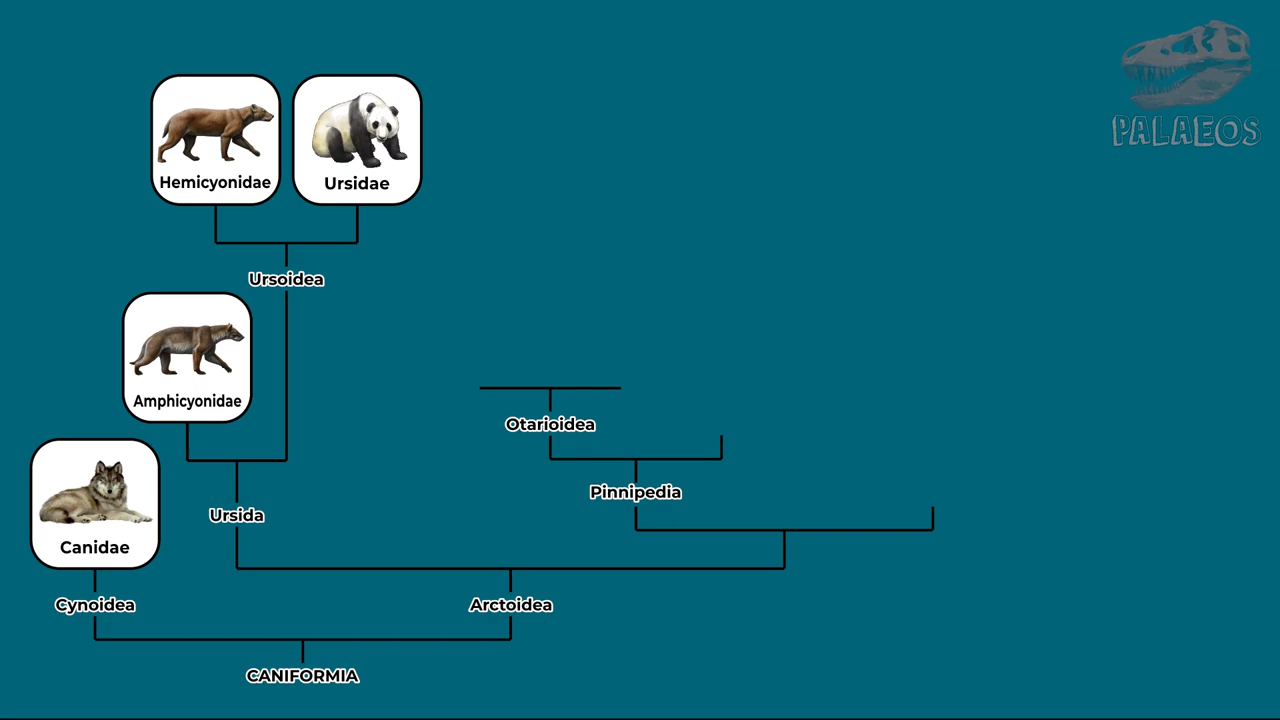 PALAEOS
Hemicyonidae
Ursidae
Ursoidea
Amphicyonidae
Otarioidea
Pinnipedia
Ursida
Canidae
Cynoidea
Arctoidea
CANIFORMIA